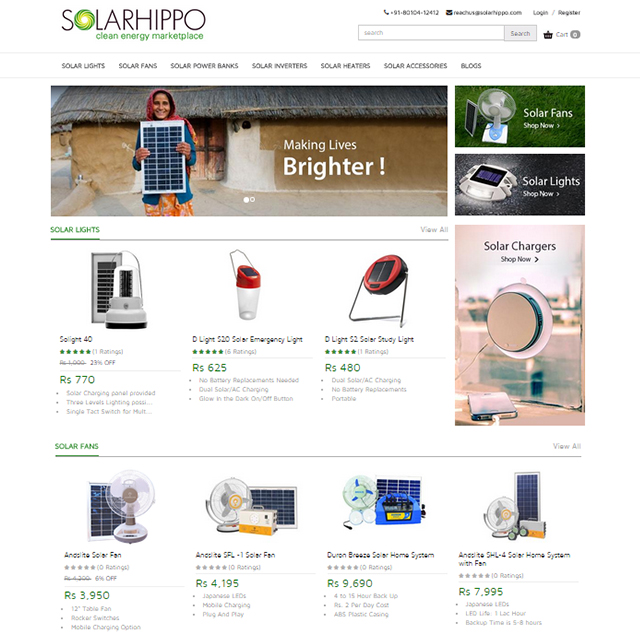 SOLARHIPPO
clean energy marketplace
+91-80104-12412 reachus@solarhippo.com Login / Register
search Search Cart 0
SOLAR LIGHTS SOLAR FANS SOLAR POWER BANKS SOLAR INVERTERS SOLAR HEATERS SOLAR ACCESSORIES BLOGS
Making Lives
Brighter !
Solar Fans
Shop Now >
Solar Lights
Shop Now >
Solar Chargers
Shop Now >
SOLAR LIGHTS View All
Solight 40
(1 Ratings)
Rs 1,000 23% OFF
Rs 770
Solar Charging panel provided
Three Levels Lighting possi...
Single Tact Switch for Mult...
D Light S20 Solar Emergency Light
(6 Ratings)
Rs 625
No Battery Replacements Needed
Dual Solar/AC Charging
Glow in the Dark On/Off Button
D Light S2 Solar Study Light
(1 Ratings)
Rs 480
Dual Solar/AC Charging
No Battery Replacements
Portable
SOLAR FANS View All
Andslite Solar Fan
(0 Ratings)
Rs 4,200 6% OFF
Rs 3,950
12" Table Fan
Rocker Switches
Mobile Charging Option
Andslite SFL -1 Solar Fan
(0 Ratings)
Rs 4,195
Japanese LEDs
Mobile Charging
Plug And Play
Duron Breeze Solar Home System
(0 Ratings)
Rs 9,690
4 to 15 Hour Back Up
Rs. 2 Per Day Cost
ABS Plastic Casing
Andslite SHL-4 Solar Home System
with Fan
(0 Ratings)
Rs 7,995
Japanese LEDs
LED Life: 1 Lac Hour
Backup Time is 5-8 hours